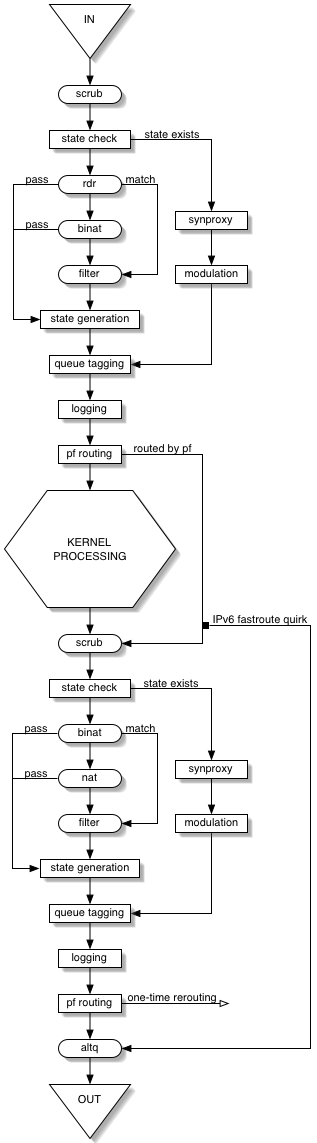 IN
scrub
state check
state exists
pass
rdr
match
synproxy
pass
binat
filter
modulation
state generation
queue tagging
logging
pf routing
routed by pf
KERNEL
PROCESSING
IPv6 fastroute quirk
scrub
state check
state exists
pass
binat
match
synproxy
pass
nat
filter
modulation
state generation
queue tagging
logging
pf routing
one-time rerouting
altq
OUT